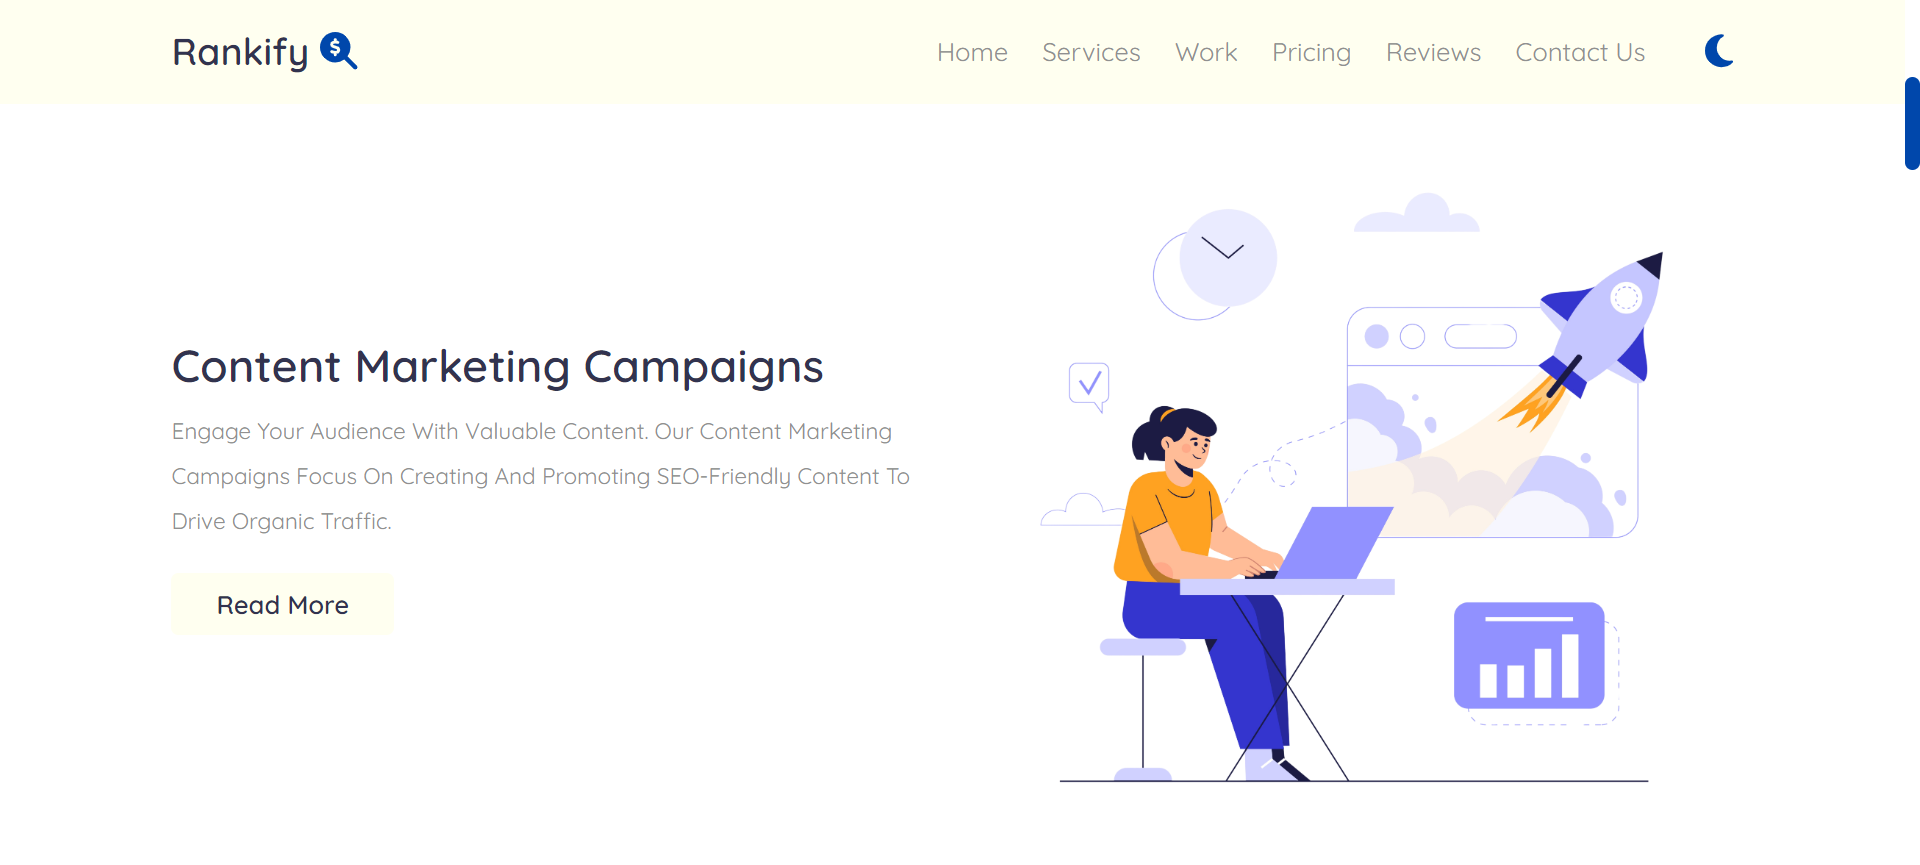 Rankify
Home Services Work Pricing Reviews Contact Us
Content Marketing Campaigns
Engage Your Audience With Valuable Content. Our Content Marketing
Campaigns Focus On Creating And Promoting SEO-Friendly Content To
Drive Organic Traffic.
Read More